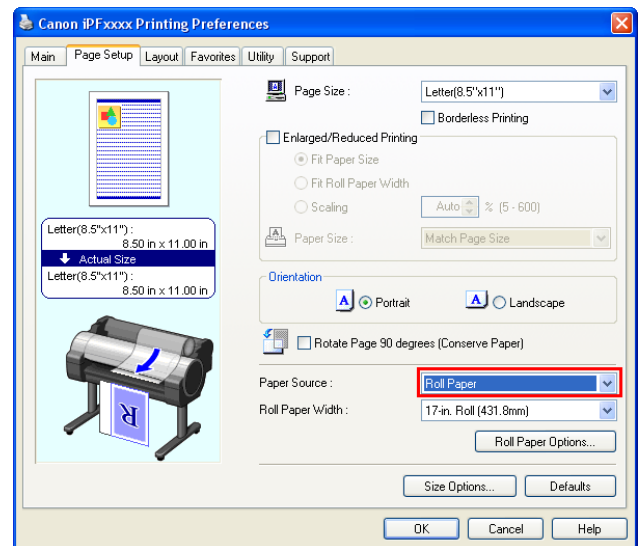 Canon iPFxxxx Printing Preferences
Main Page Setup Layout Favorites Utility Support
Page Size : Letter(8.5"x11")
Borderless Printing
Enlarged/Reduced Printing
Fit Paper Size
Fit Roll Paper Width
Scaling Auto % (5 - 600)
Paper Size : Match Page Size
Letter(8.5"x11") :
8.50 in x 11.00 in
Actual Size
Letter(8.5"x11") :
8.50 in x 11.00 in
Orientation
A Portrait A Landscape
Rotate Page 90 degrees (Conserve Paper)
Paper Source : Roll Paper
Roll Paper Width : 17-in. Roll (431.8mm)
R
Roll Paper Options...
Size Options... Defaults
OK Cancel Help